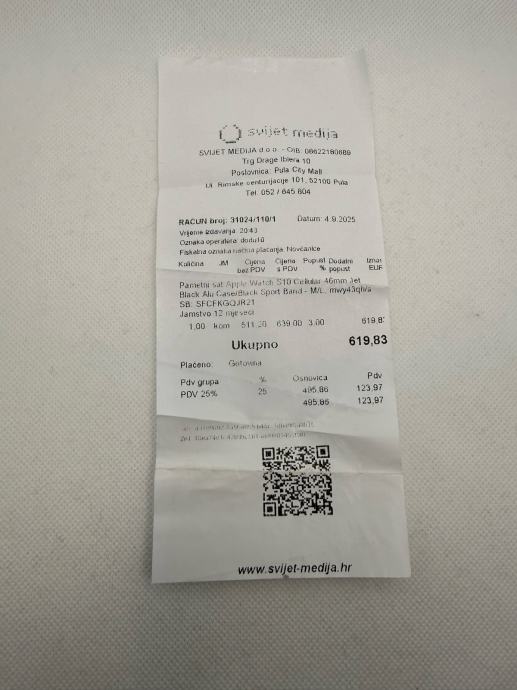 svijet medija
SVIJET MEDIJA d.o.o. - OIB: 08622180689
Trg Drage Iblera 10
Poslovnica: Pula City Mall
Ul. Rimske centurijacije 101, 52100 Pula
Tel. 052 / 645 604
RAČUN broj: 31024/110/1 Datum: 4.9.2025
Vrijeme izdavanja: 20:43
Oznaka operatera: dodul0
Fiskalna oznaka načina plaćanja: Novčanice
Količina JM Cijena Cijena Popust Dodatni Iznos
bez PDV s PDV % popust EUR
Pametni sat Apple Watch S10 Cellular 46mm Jet
Black Alu Case/Black Sport Band - M/L, mwy43qh/a
SB: SFCFKGQJR21
Jamstvo 12 mjeseci
1,00 kom 511,20 639,00 3,00 619,8
Ukupno 619,83
Plaćeno: Gotovina
Pdv grupa % Osnovica Pdv
PDV 25% 25 495,86 123,97
495,86 123,97
www.svijet-medija.hr